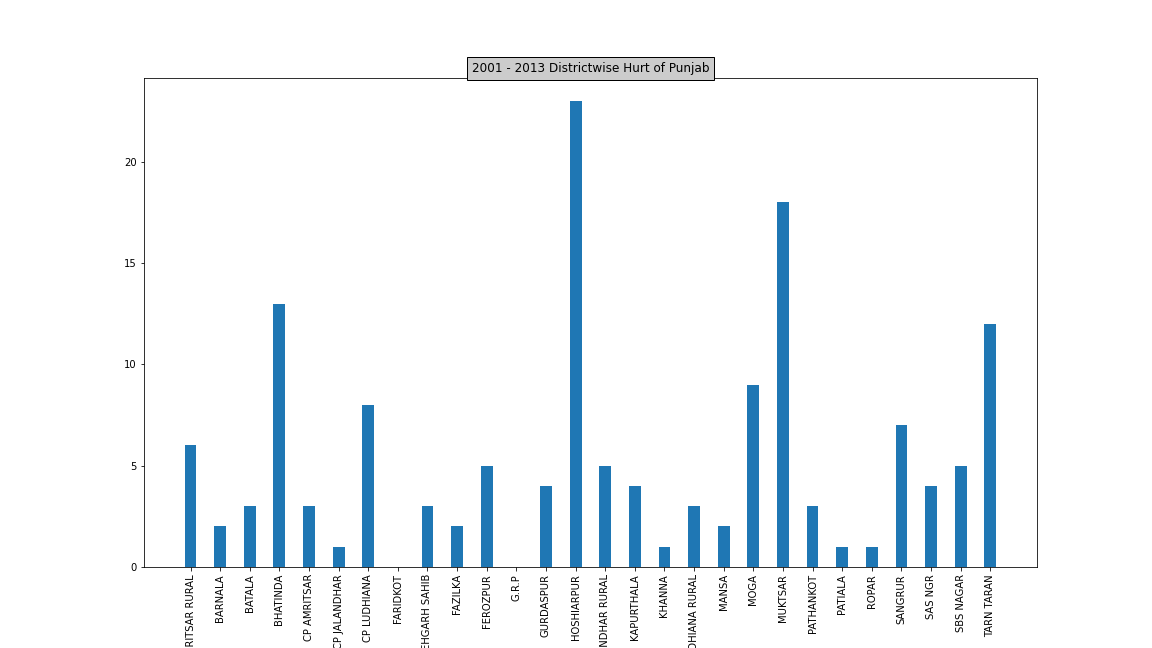 2001 - 2013 Districtwise Hurt of Punjab
20
15
10
5
0
RITSAR RURAL
BARNALA
BATALA
BHATINDA
CP AMRITSAR
CP JALANDHAR
CP LUDHIANA
FARIDKOT
EHGARH SAHIB
FAZILKA
FEROZPUR
G.R.P
GURDASPUR
HOSHIARPUR
NDHAR RURAL
KAPURTHALA
KHANNA
DHIANA RURAL
MANSA
MOGA
MUKTSAR
PATHANKOT
PATIALA
ROPAR
SANGRUR
SAS NGR
SBS NAGAR
TARN TARAN